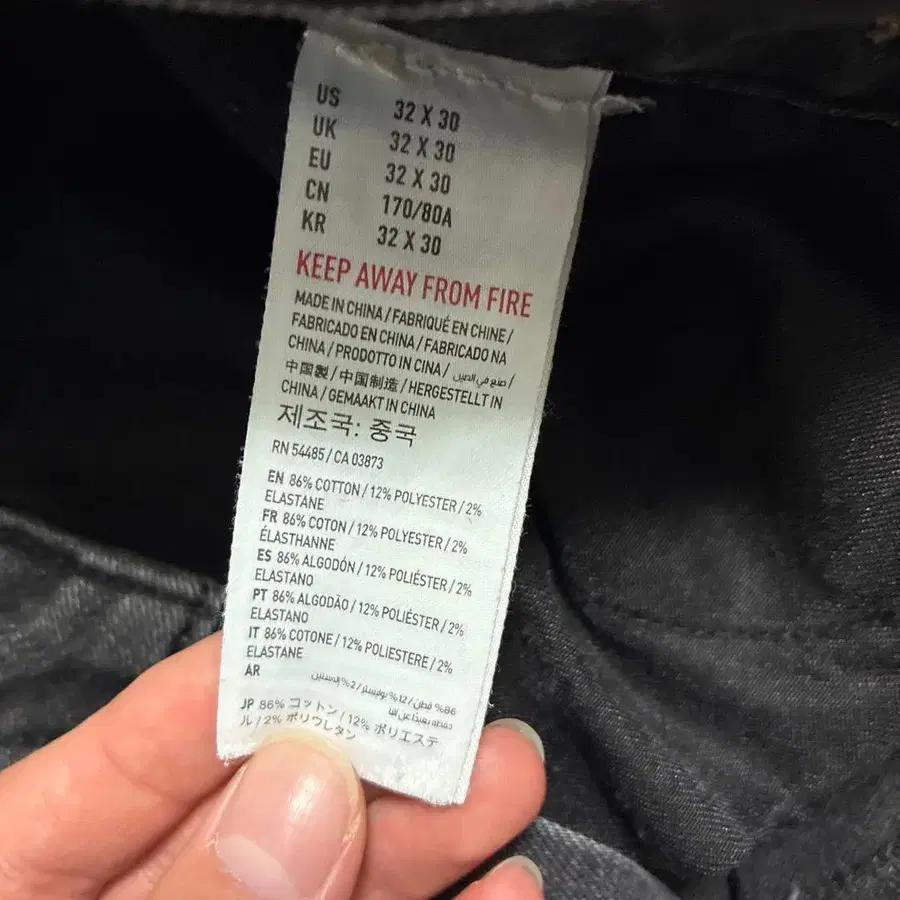 US 32 X 30
UK 32 X 30
EU 32 X 30
CN 170/80A
KR 32 X 30
KEEP AWAY FROM FIRE
MADE IN CHINA / FABRIQUÉ EN CHINE /
FABRICADO EN CHINA / FABRICADO NA
CHINA / PRODOTTO IN CINA / صنع في الصين /
中国製 / 中国制造 / HERGESTELLT IN
CHINA / GEMAAKT IN CHINA
제조국: 중국
RN 54485 / CA 03873
EN 86% COTTON / 12% POLYESTER / 2%
ELASTANE
FR 86% COTON / 12% POLYESTER / 2%
ÉLASTHANNE
ES 86% ALGODÓN / 12% POLIÉSTER / 2%
ELASTANO
PT 86% ALGODÃO / 12% POLIÉSTER / 2%
ELASTANO
IT 86% COTONE / 12% POLIESTERE / 2%
ELASTANE
AR
86% قطن / 12% بوليستر / 2%
JP 86% コットン / 12% ポリエステ
ル / 2% ポリウレタン